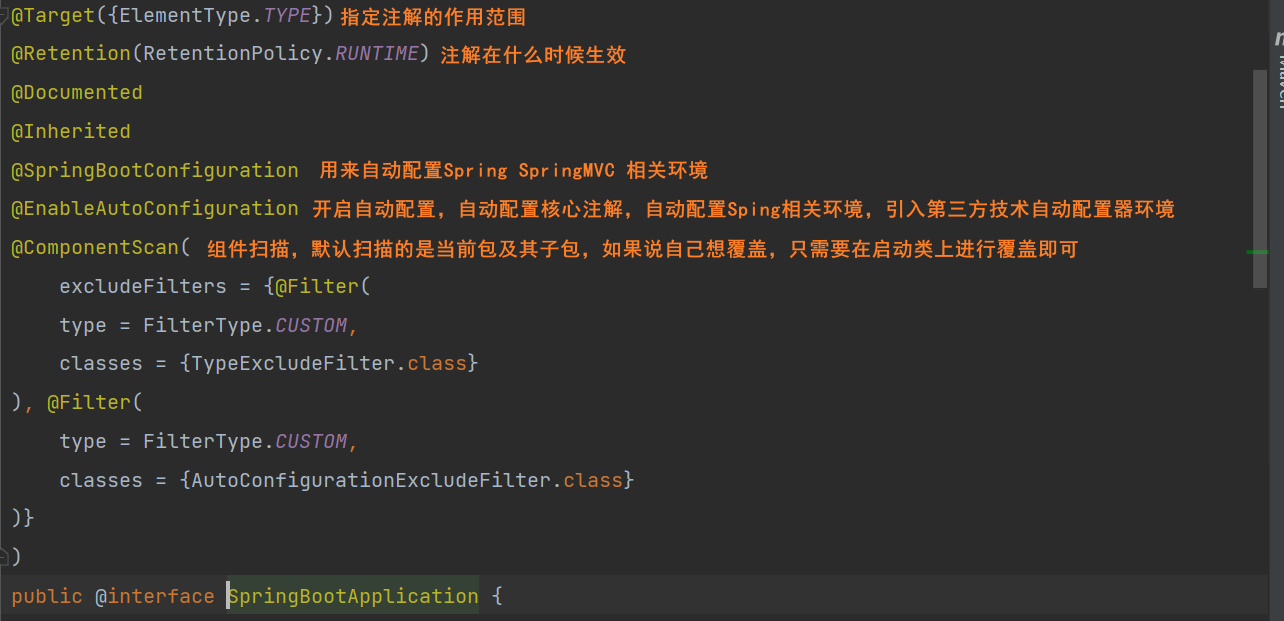 @Target({ElementType.TYPE}) 指定注解的作用范围
@Retention(RetentionPolicy.RUNTIME) 注解在什么时候生效
@Documented
@Inherited
@SpringBootConfiguration 用来自动配置Spring SpringMVC 相关环境
@EnableAutoConfiguration 开启自动配置，自动配置核心注解，自动配置Sping相关环境，引入第三方技术自动配置器环境
@ComponentScan( 组件扫描，默认扫描的是当前包及其子包，如果说自己想覆盖，只需要在启动类上进行覆盖即可
excludeFilters = {@Filter(
type = FilterType.CUSTOM,
classes = {TypeExcludeFilter.class}
), @Filter(
type = FilterType.CUSTOM,
classes = {AutoConfigurationExcludeFilter.class}
)}
)
public @interface SpringBootApplication {